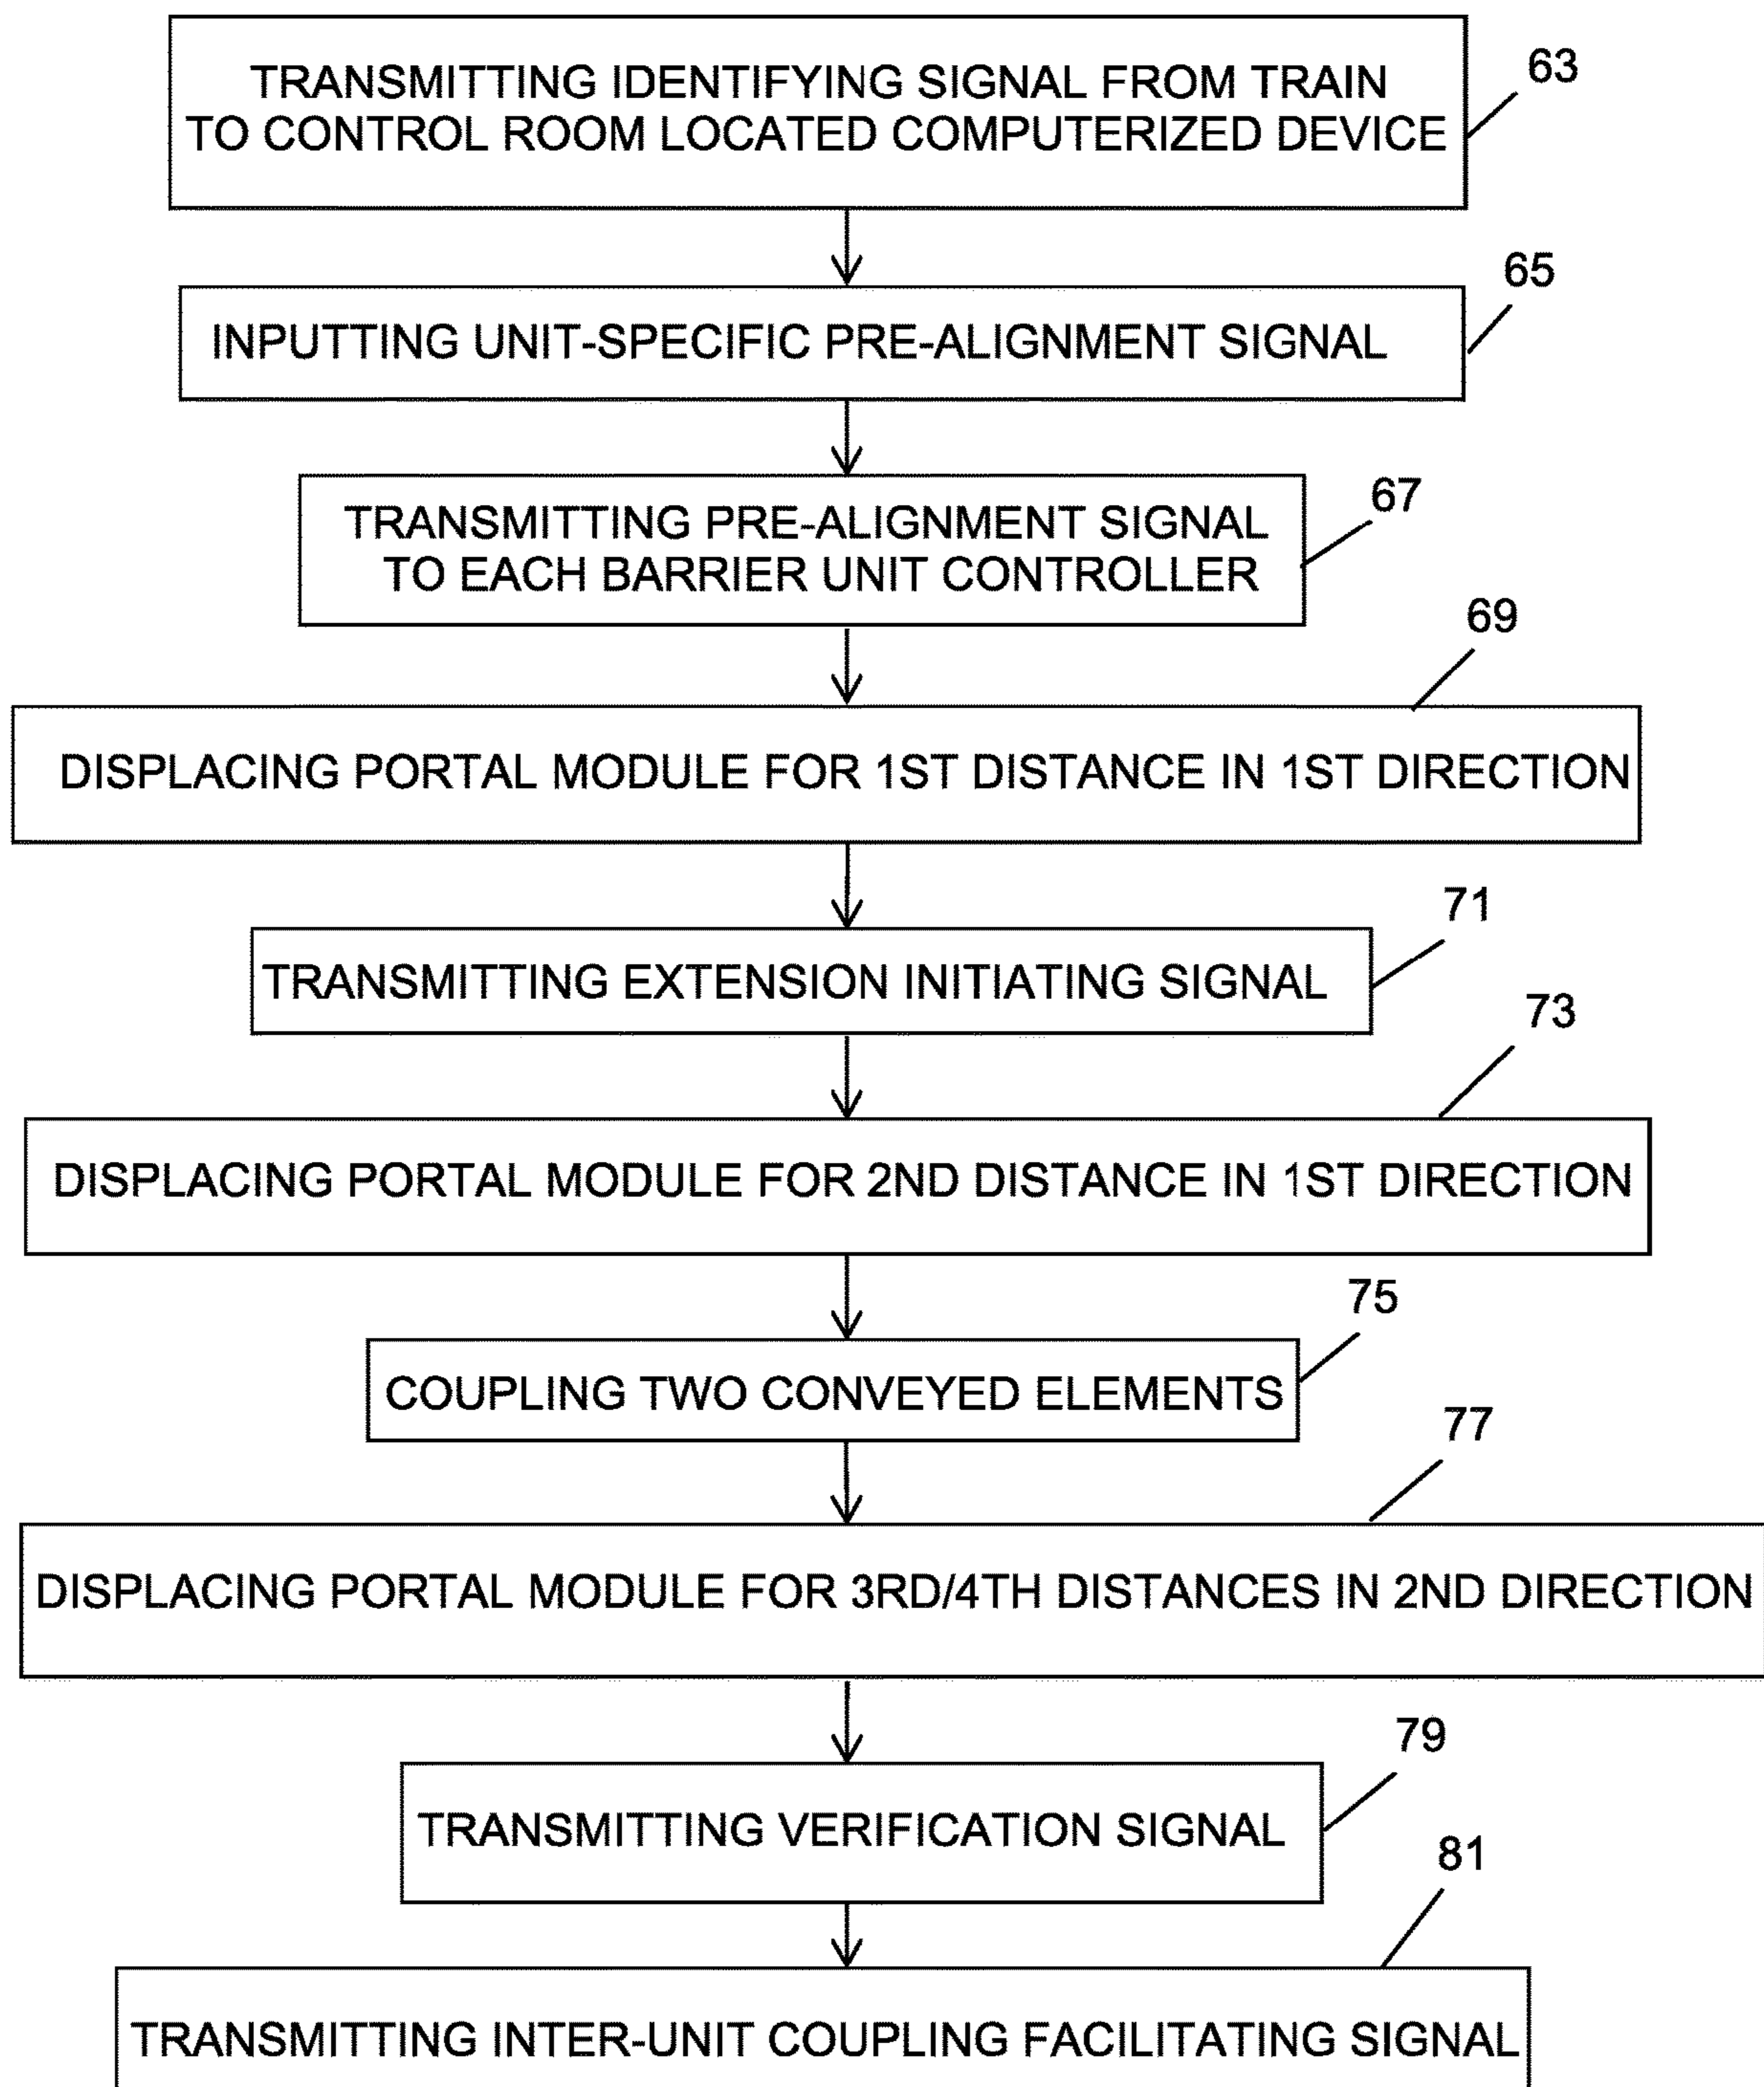 TRANSMITTING IDENTIFYING SIGNAL FROM TRAIN
TO CONTROL ROOM LOCATED COMPUTERIZED DEVICE
63
INPUTTING UNIT-SPECIFIC PRE-ALIGNMENT SIGNAL
65
TRANSMITTING PRE-ALIGNMENT SIGNAL
TO EACH BARRIER UNIT CONTROLLER
67
DISPLACING PORTAL MODULE FOR 1ST DISTANCE IN 1ST DIRECTION
69
TRANSMITTING EXTENSION INITIATING SIGNAL
71
DISPLACING PORTAL MODULE FOR 2ND DISTANCE IN 1ST DIRECTION
73
COUPLING TWO CONVEYED ELEMENTS
75
DISPLACING PORTAL MODULE FOR 3RD/4TH DISTANCES IN 2ND DIRECTION
77
TRANSMITTING VERIFICATION SIGNAL
79
TRANSMITTING INTER-UNIT COUPLING FACILITATING SIGNAL
81